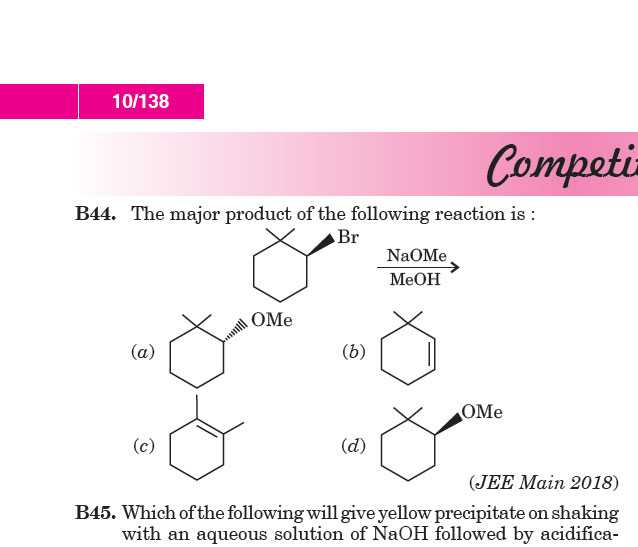 10/138
Competi
B44. The major product of the following reaction is :
Br
NaOMe
MeOH
OMe
(a)
(b)
OMe
(c)
(d)
(JEE Main 2018)
B45. Which of the following will give yellow precipitate on shaking
with an aqueous solution of NaOH followed by acidifica-